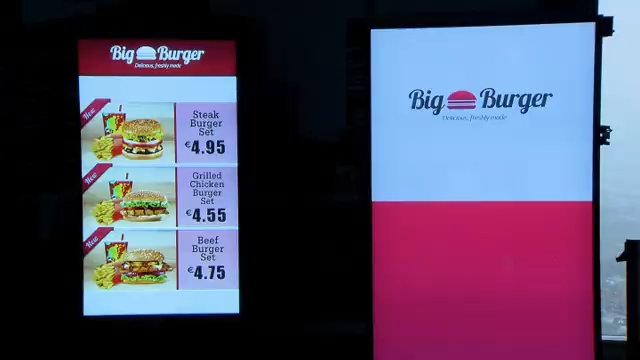 Big Burger
Delicious, freshly made
New
Steak
Burger
Set
€4.95
New
Grilled
Chicken
Burger
Set
€4.55
New
Beef
Burger
Set
€4.75
Big Burger
Delicious, freshly made